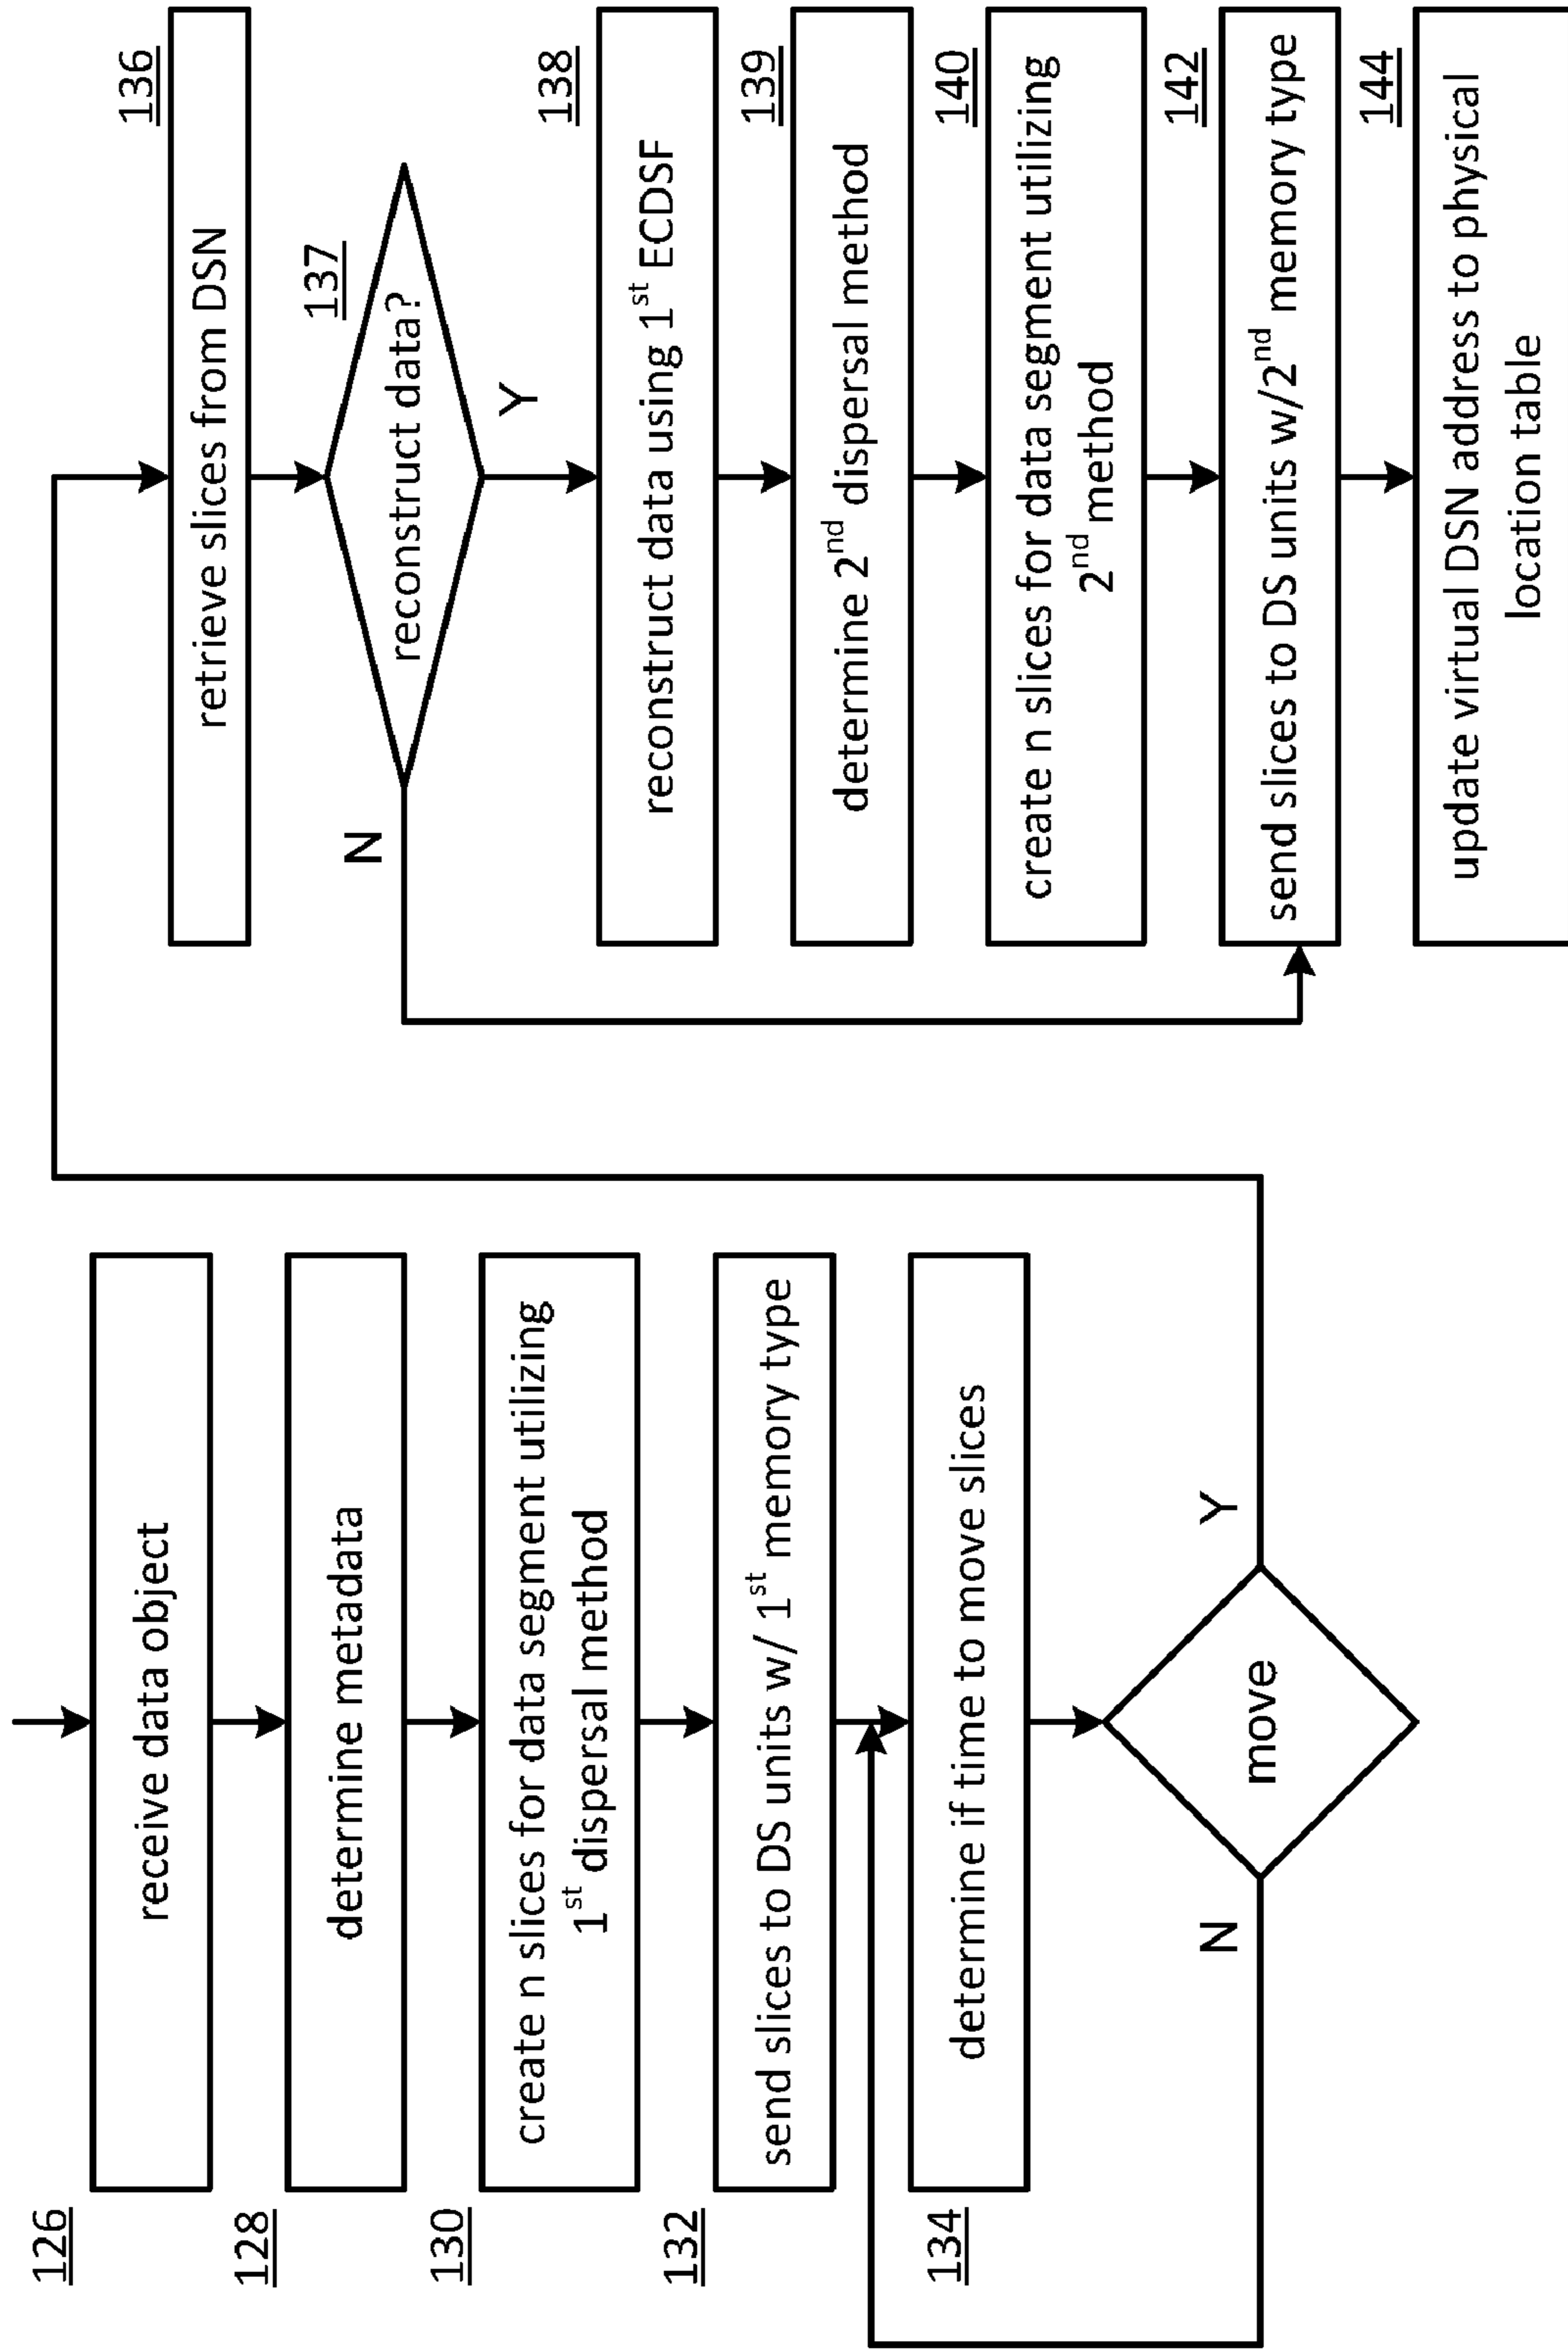 126
receive data object
128
determine metadata
130
create n slices for data segment utilizing
1st dispersal method
132
send slices to DS units w/ 1st memory type
134
determine if time to move slices
move
N
Y
136
retrieve slices from DSN
137
reconstruct data?
N
Y
138
reconstruct data using 1st ECDSF
139
determine 2nd dispersal method
140
create n slices for data segment utilizing
2nd method
142
send slices to DS units w/2nd memory type
144
update virtual DSN address to physical
location table